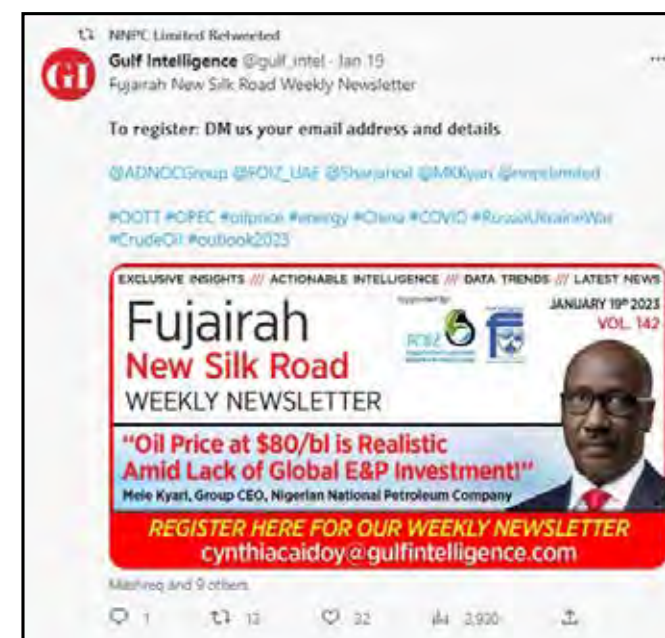 NNPC Limited Retweeted
Gulf Intelligence @gulf_intel · Jan 19
Fujairah New Silk Road Weekly Newsletter
To register: DM us your email address and details
@ADNOCGroup @FOIZ_UAE @Sharjahoil @MKKyari @nnpclimited
#OOTT #OPEC #oilprice #energy #China #COVID #RussiaUkraineWar
#CrudeOil #outlook2023
EXCLUSIVE INSIGHTS /// ACTIONABLE INTELLIGENCE /// DATA TRENDS /// LATEST NEWS
Supported By:
JANUARY 19th 2023
VOL. 142
Fujairah
New Silk Road
WEEKLY NEWSLETTER
FOIZ
"Oil Price at $80/bl is Realistic
Amid Lack of Global E&P Investment!"
Mele Kyari, Group CEO, Nigerian National Petroleum Company
REGISTER HERE FOR OUR WEEKLY NEWSLETTER
cynthiacaidoy@gulfintelligence.com
Mashreq and 9 others
1 13 32 2,920